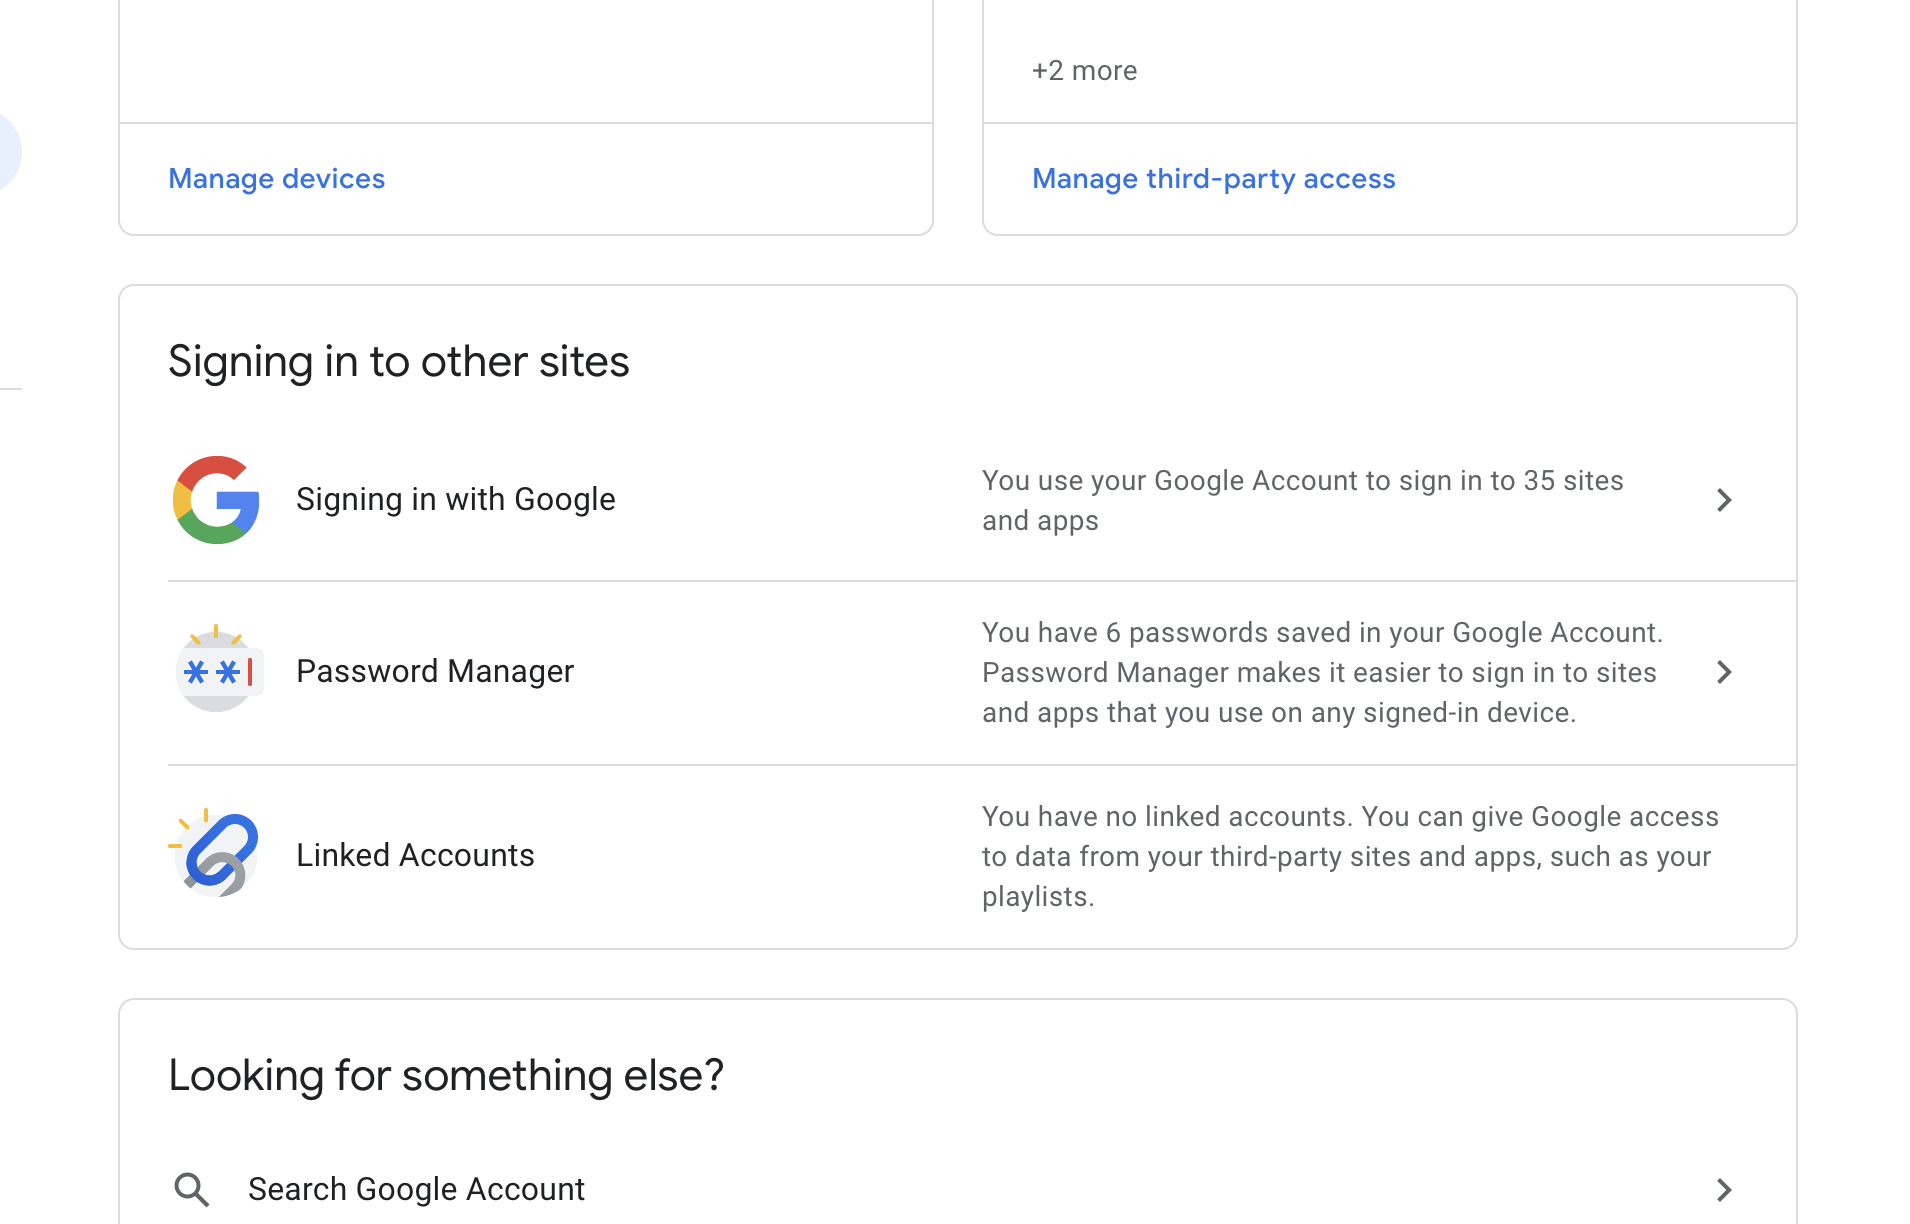 +2 more
Manage devices
Manage third-party access
Signing in to other sites
Signing in with Google
You use your Google Account to sign in to 35 sites
and apps
Password Manager
You have 6 passwords saved in your Google Account.
Password Manager makes it easier to sign in to sites
and apps that you use on any signed-in device.
Linked Accounts
You have no linked accounts. You can give Google access
to data from your third-party sites and apps, such as your
playlists.
Looking for something else?
Search Google Account